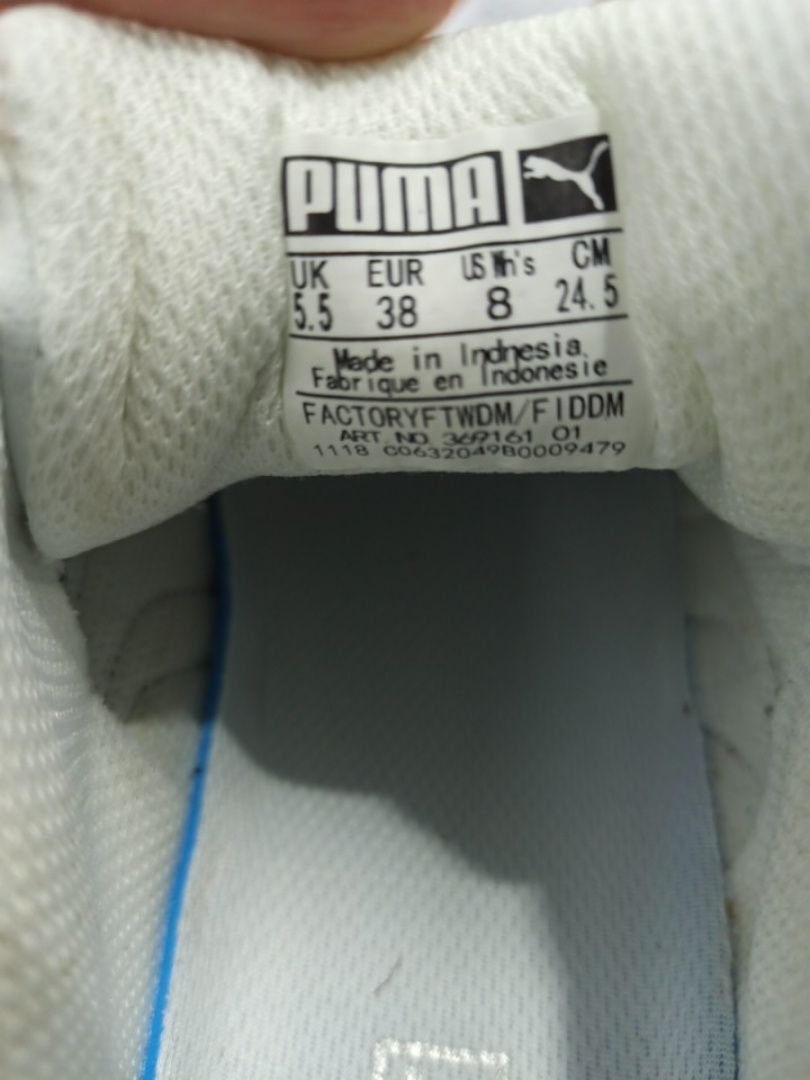 PUMA
UK EUR US Wn's CM
5.5 38 8 24.5
Made in Indnesia
Fabrique en Indonesie
FACTORYFTWDM/FIDDM
ART NO 369161 01
1118 C0632049B0009479